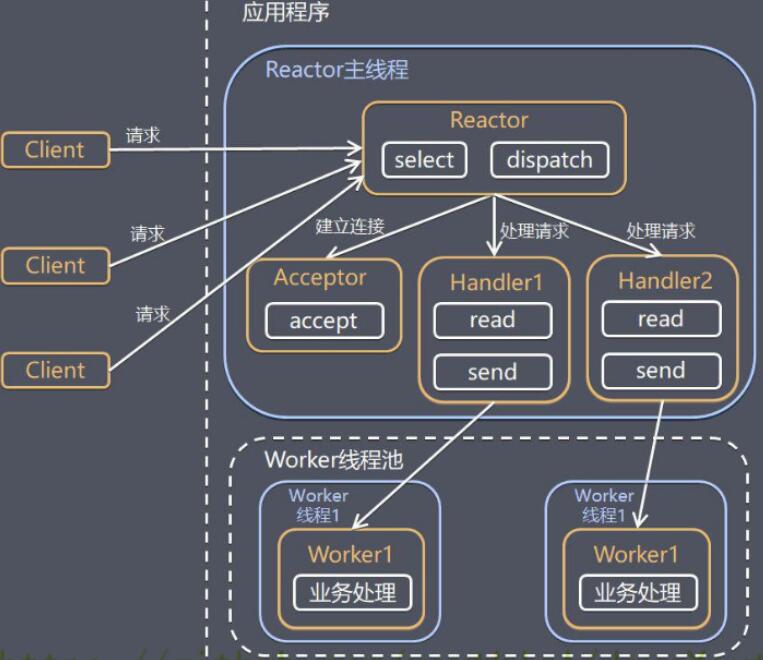 应用程序
Reactor主线程
Reactor
select
dispatch
Client
请求
Client
请求
Client
请求
建立连接
处理请求
处理请求
Acceptor
accept
Handler1
read
send
Handler2
read
send
Worker线程池
Worker
线程1
Worker1
业务处理
Worker
线程1
Worker1
业务处理